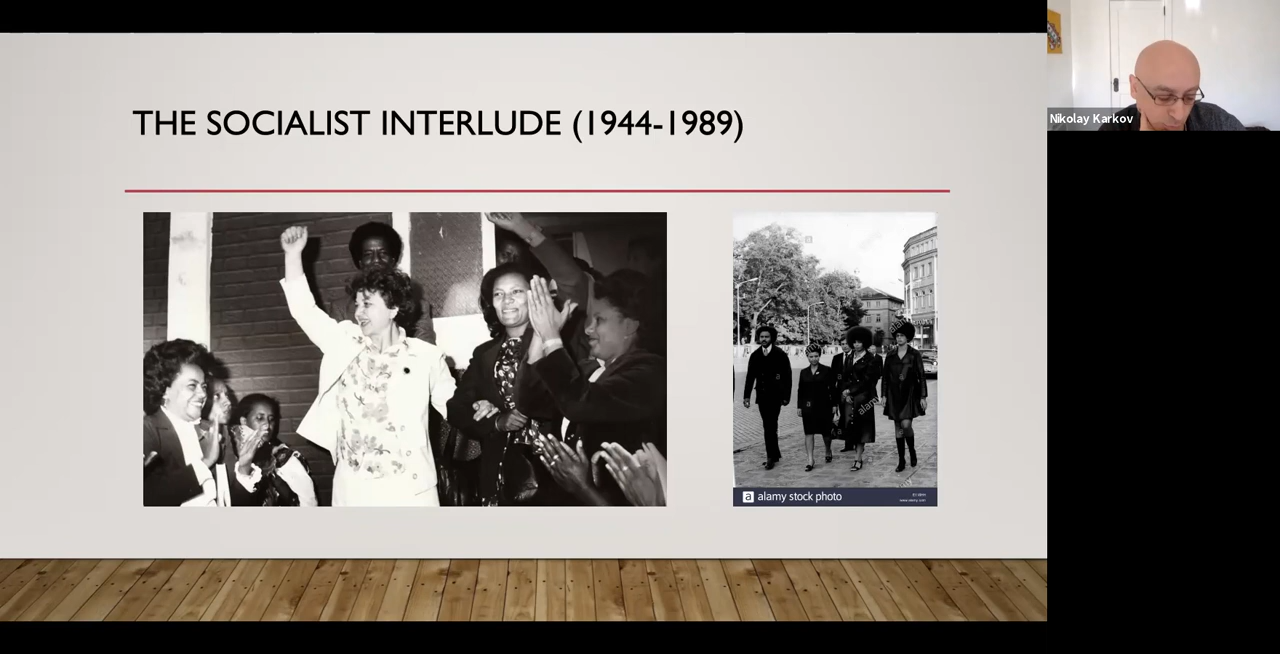 THE SOCIALIST INTERLUDE (1944-1989)
Nikolay Karkov
a alamy stock photo